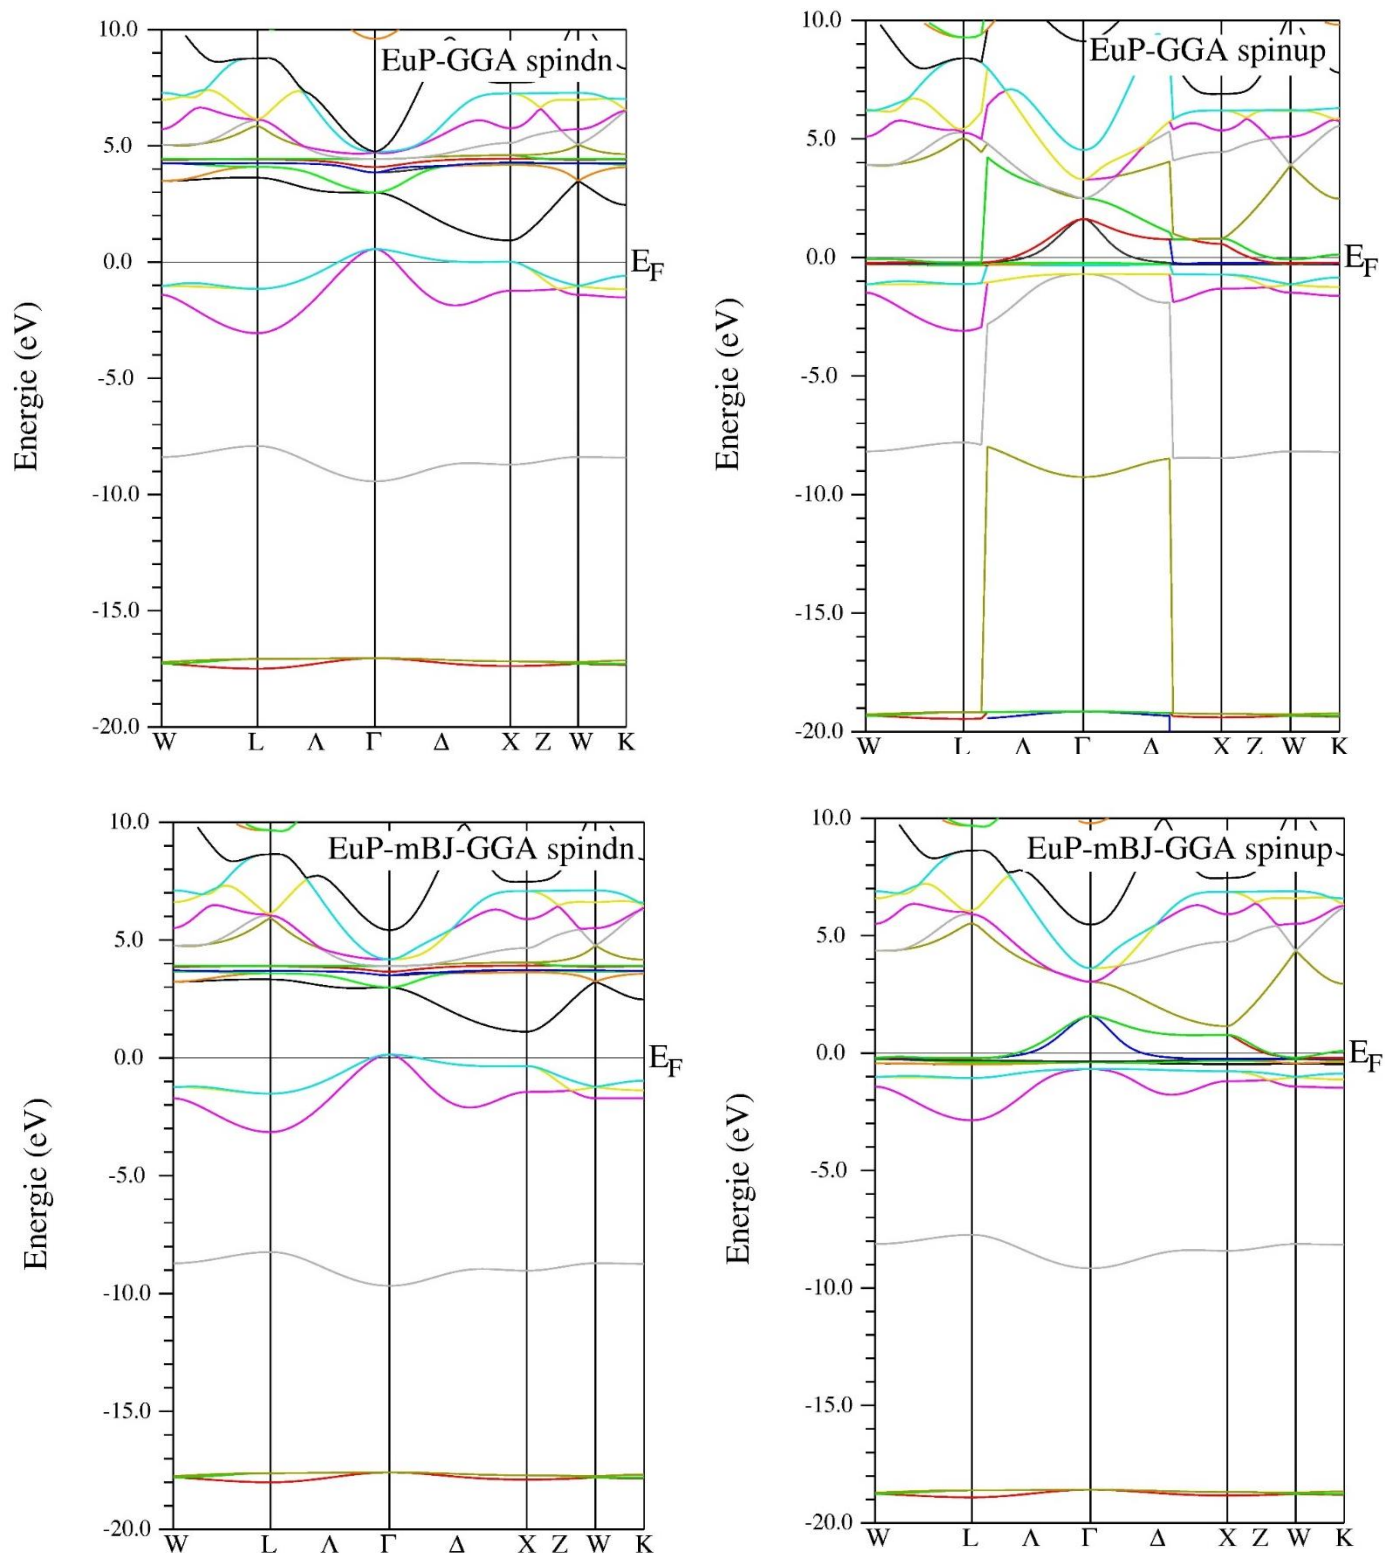 10.0
EuP-GGA spindn
5.0
0.0
E_F
-5.0
-10.0
-15.0
-20.0
Energie (eV)
W L Λ Γ Δ X Z W K
10.0
EuP-GGA spinup
5.0
0.0
E_F
-5.0
-10.0
-15.0
-20.0
Energie (eV)
W L Λ Γ Δ X Z W K
10.0
EuP-mBJ-GGA spindn
5.0
0.0
E_F
-5.0
-10.0
-15.0
-20.0
Energie (eV)
W L Λ Γ Δ X Z W K
10.0
EuP-mBJ-GGA spinup
5.0
0.0
E_F
-5.0
-10.0
-15.0
-20.0
Energie (eV)
W L Λ Γ Δ X Z W K